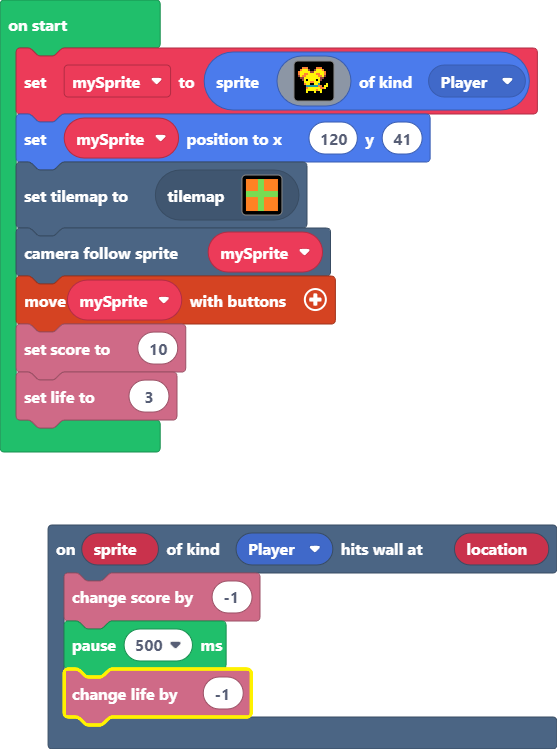 on start
set mySprite to sprite of kind Player
set mySprite position to x 120 y 41
set tilemap to tilemap
camera follow sprite mySprite
move mySprite with buttons
set score to 10
set life to 3
on sprite of kind Player hits wall at location
change score by -1
pause 500 ms
change life by -1